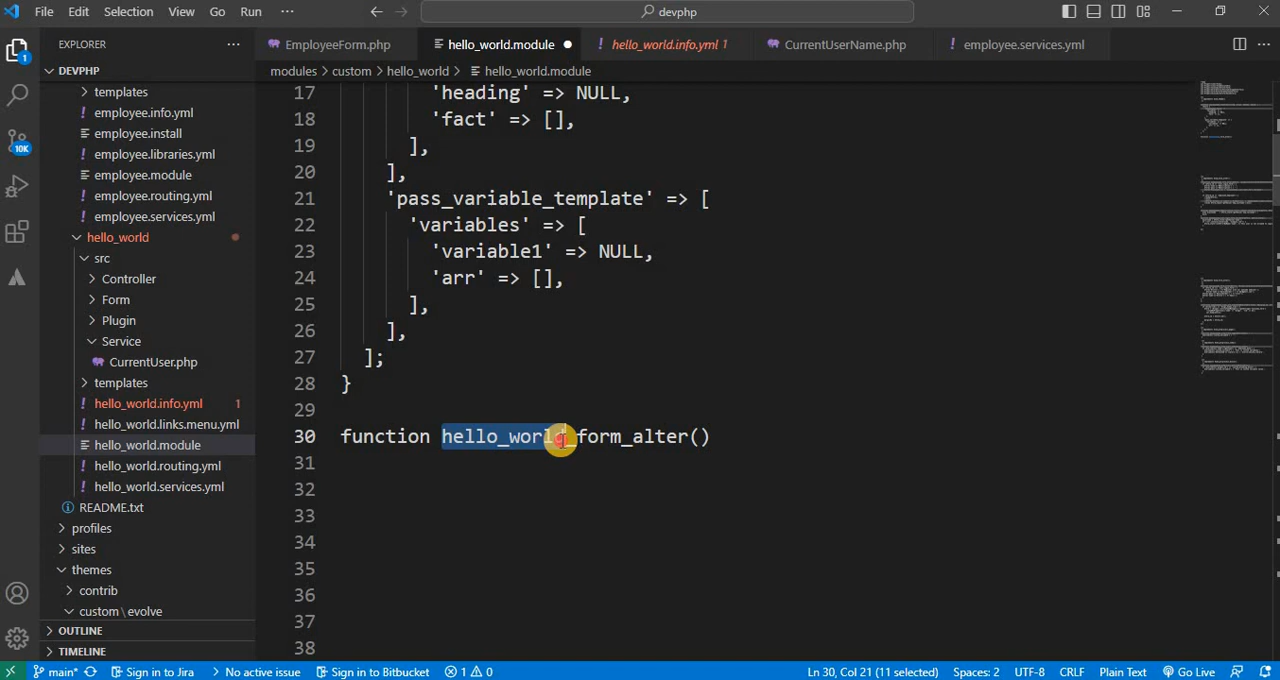 File Edit Selection View Go Run ··· devphp
EXPLORER ···
EmployeeForm.php hello_world.module hello_world.info.yml 1 CurrentUserName.php employee.services.yml ···
DEVPHP
modules > custom > hello_world > hello_world.module
templates
employee.info.yml
employee.install
employee.libraries.yml
employee.module
employee.routing.yml
employee.services.yml
hello_world
src
Controller
Form
Plugin
Service
CurrentUser.php
templates
hello_world.info.yml 1
hello_world.links.menu.yml
hello_world.module
hello_world.routing.yml
hello_world.services.yml
README.txt
profiles
sites
themes
contrib
custom \ evolve
OUTLINE
TIMELINE
1
10K
17 'heading' => NULL,
18 'fact' => [],
19 ],
20 ],
21 'pass_variable_template' => [
22 'variables' => [
23 'variable1' => NULL,
24 'arr' => [],
25 ],
26 ],
27 ];
28 }
29
30 function hello_world_form_alter()
31
32
33
34
35
36
37
38
main* Sign in to Jira No active issue Sign in to Bitbucket 1 0 Ln 30, Col 21 (11 selected) Spaces: 2 UTF-8 CRLF Plain Text Go Live